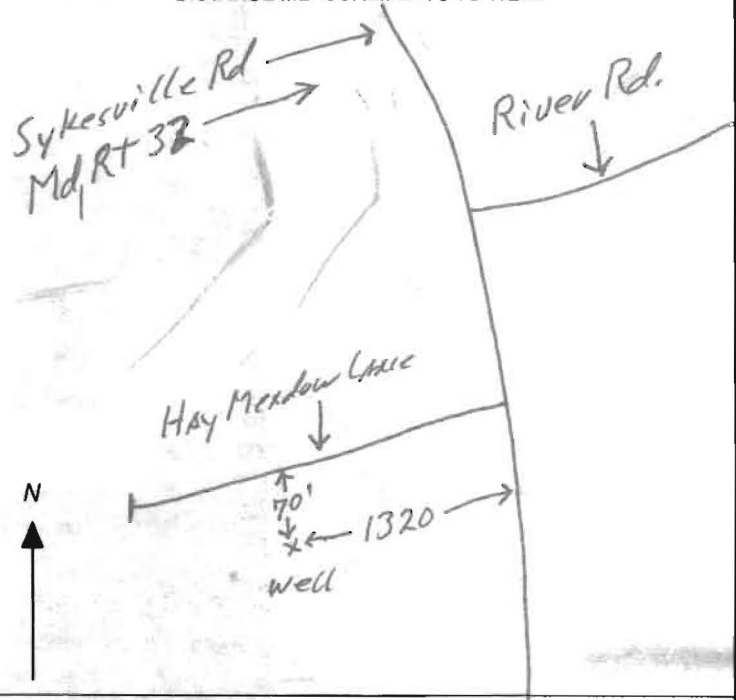 Sykesville Rd
Md, Rt 32
River Rd.
Hay Meadow Lane
N
70'
1320
well